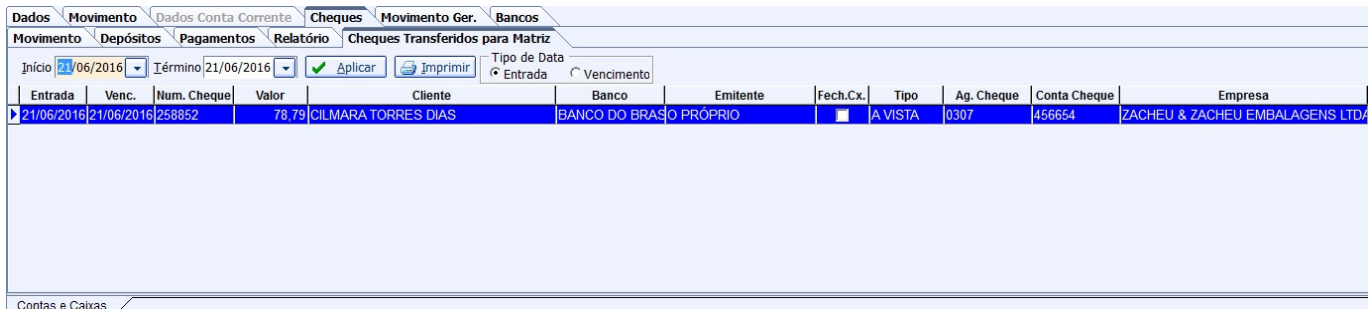 Dados Movimento Dados Conta Corrente Cheques Movimento Ger. Bancos
Movimento Depósitos Pagamentos Relatório Cheques Transferidos para Matriz
Início 21/06/2016 Término 21/06/2016 Aplicar Imprimir Tipo de Data Entrada Vencimento
Entrada Venc. Num. Cheque Valor Cliente Banco Emitente Fech.Cx. Tipo Ag. Cheque Conta Cheque Empresa
21/06/2016 21/06/2016 258852 78,79 CILMARA TORRES DIAS BANCO DO BRAS O PRÓPRIO A VISTA 0307 456654 ZACHEU & ZACHEU EMBALAGENS LTDA
Contas e Caixas